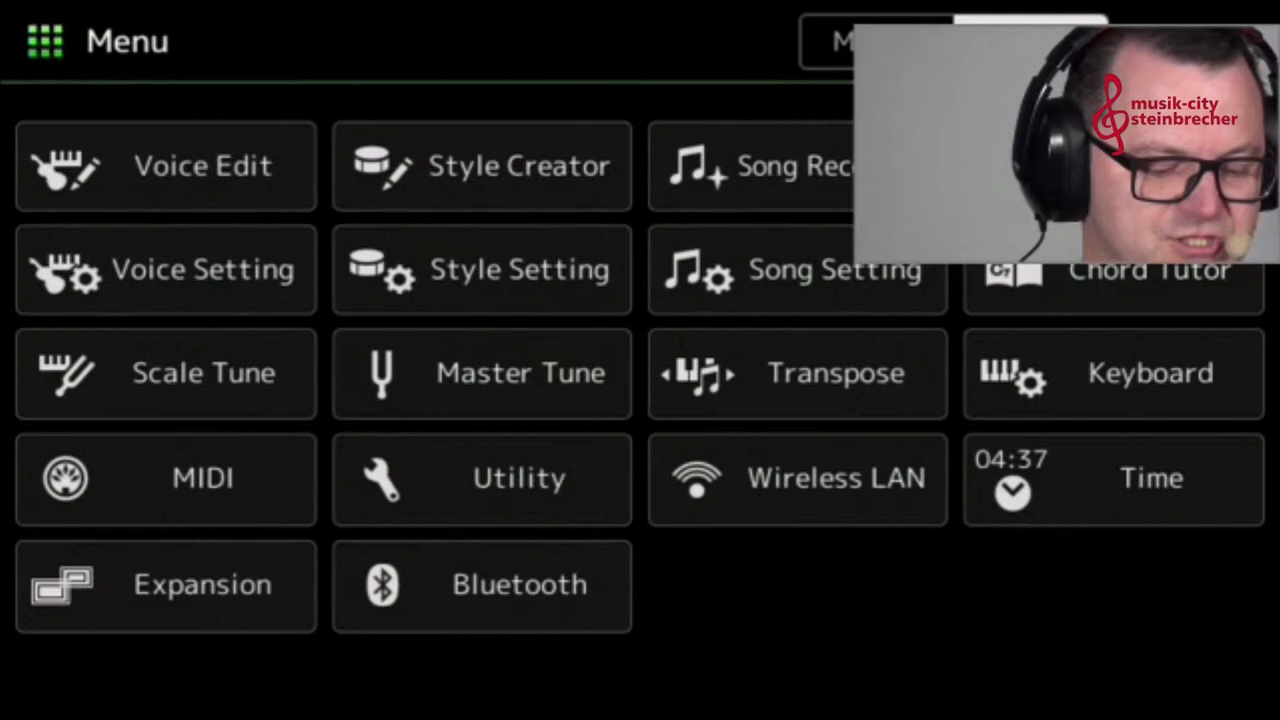 Menu
musik-city
steinbrecher
Voice Edit
Style Creator
Song
Voice Setting
Style Setting
Song Setting
Chord Tutor
Scale Tune
Master Tune
Transpose
Keyboard
MIDI
Utility
Wireless LAN
04:37
Time
Expansion
Bluetooth